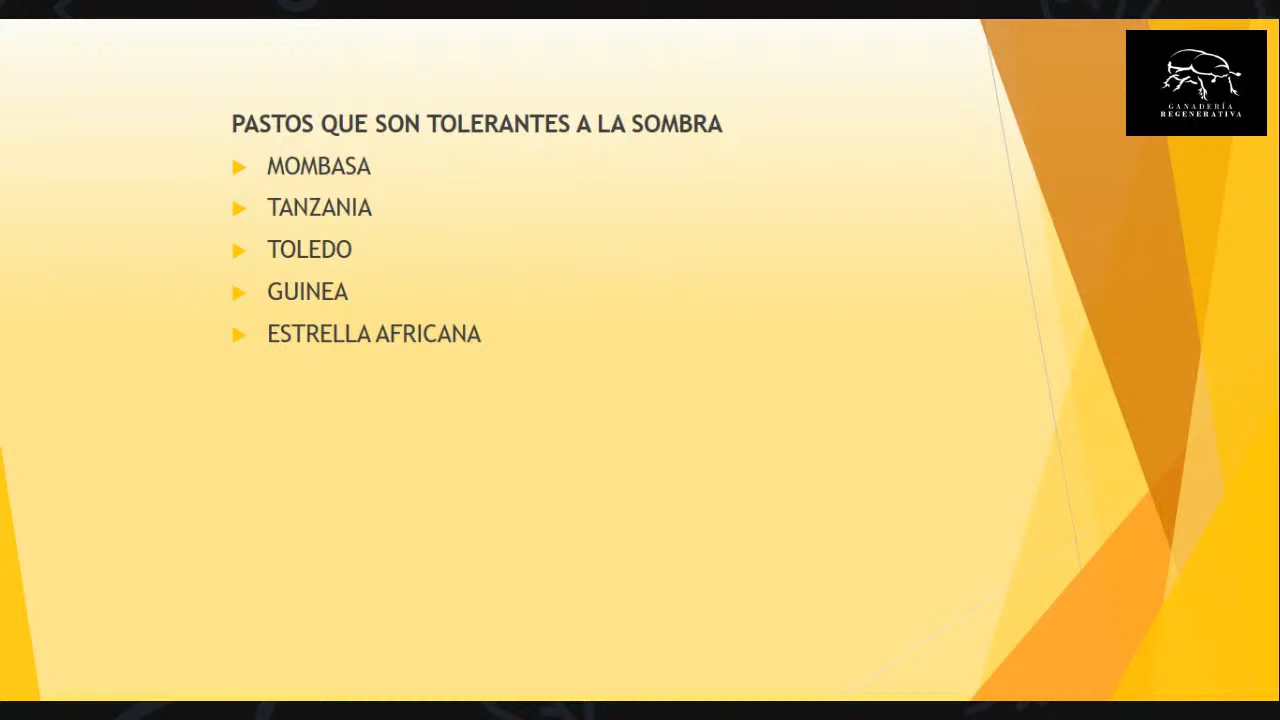 GANADERÍA
REGENERATIVA
PASTOS QUE SON TOLERANTES A LA SOMBRA
MOMBASA
TANZANIA
TOLEDO
GUINEA
ESTRELLA AFRICANA